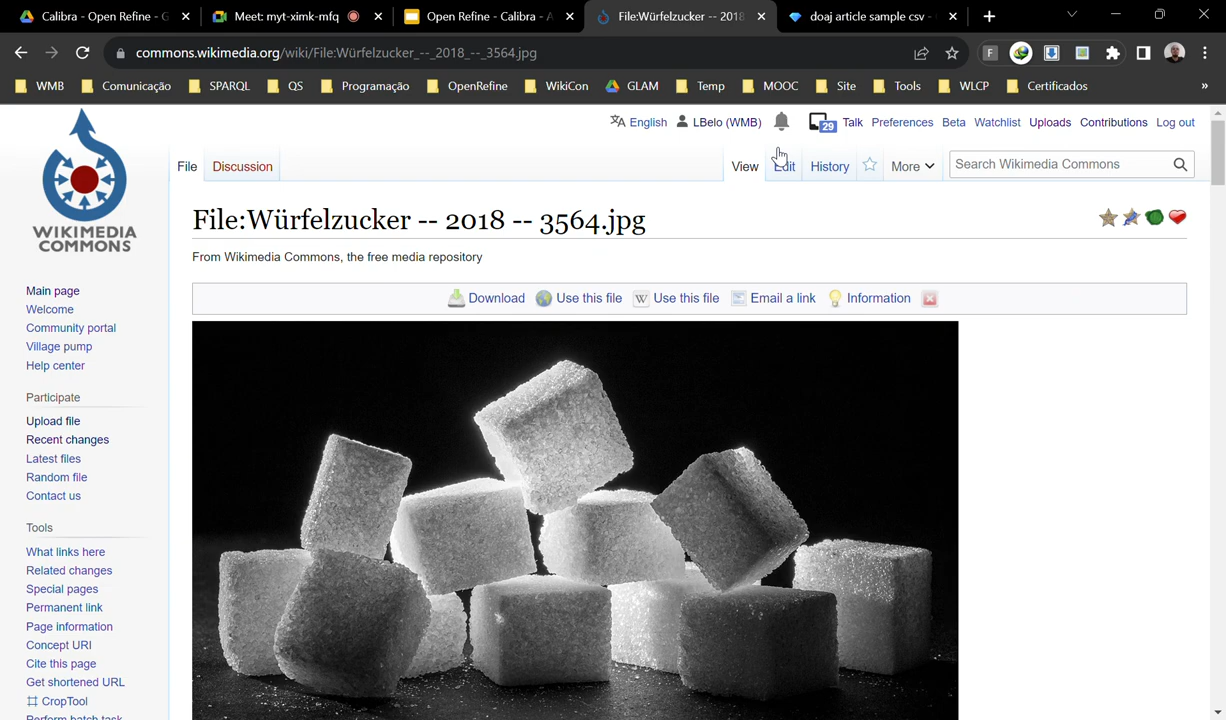 Calibra - Open Refine - G
Meet: myt-ximk-mfq
Open Refine - Calibra - A
File:Würfelzucker -- 2018
doaj article sample csv -
commons.wikimedia.org/wiki/File:Würfelzucker_--_2018_--_3564.jpg
F
WMB
Comunicação
SPARQL
QS
Programação
OpenRefine
WikiCon
GLAM
Temp
MOOC
Site
Tools
WLCP
Certificados
»
English
LBelo (WMB)
29
Talk
Preferences
Beta
Watchlist
Uploads
Contributions
Log out
WIKIMEDIA
COMMONS
File
Discussion
View
Edit
History
More
Search Wikimedia Commons
File:Würfelzucker -- 2018 -- 3564.jpg
From Wikimedia Commons, the free media repository
Download
Use this file
W
Use this file
Email a link
Information
Main page
Welcome
Community portal
Village pump
Help center
Participate
Upload file
Recent changes
Latest files
Random file
Contact us
Tools
What links here
Related changes
Special pages
Permanent link
Page information
Concept URI
Cite this page
Get shortened URL
CropTool
Perform batch task